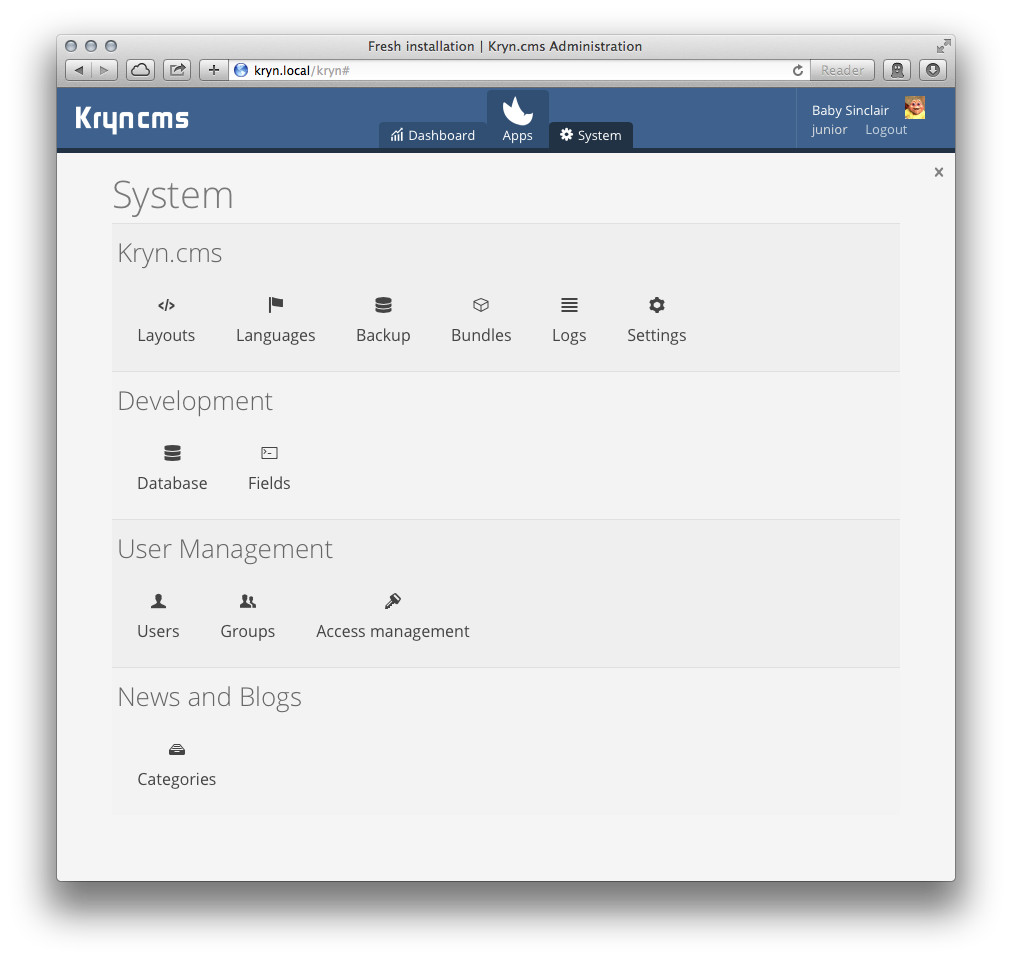 Fresh installation | Kryn.cms Administration
kryn.local/kryn#
Reader
Kryncms
Dashboard
Apps
System
Baby Sinclair
junior Logout
System
Kryn.cms
Layouts Languages Backup Bundles Logs Settings
Development
Database Fields
User Management
Users Groups Access management
News and Blogs
Categories